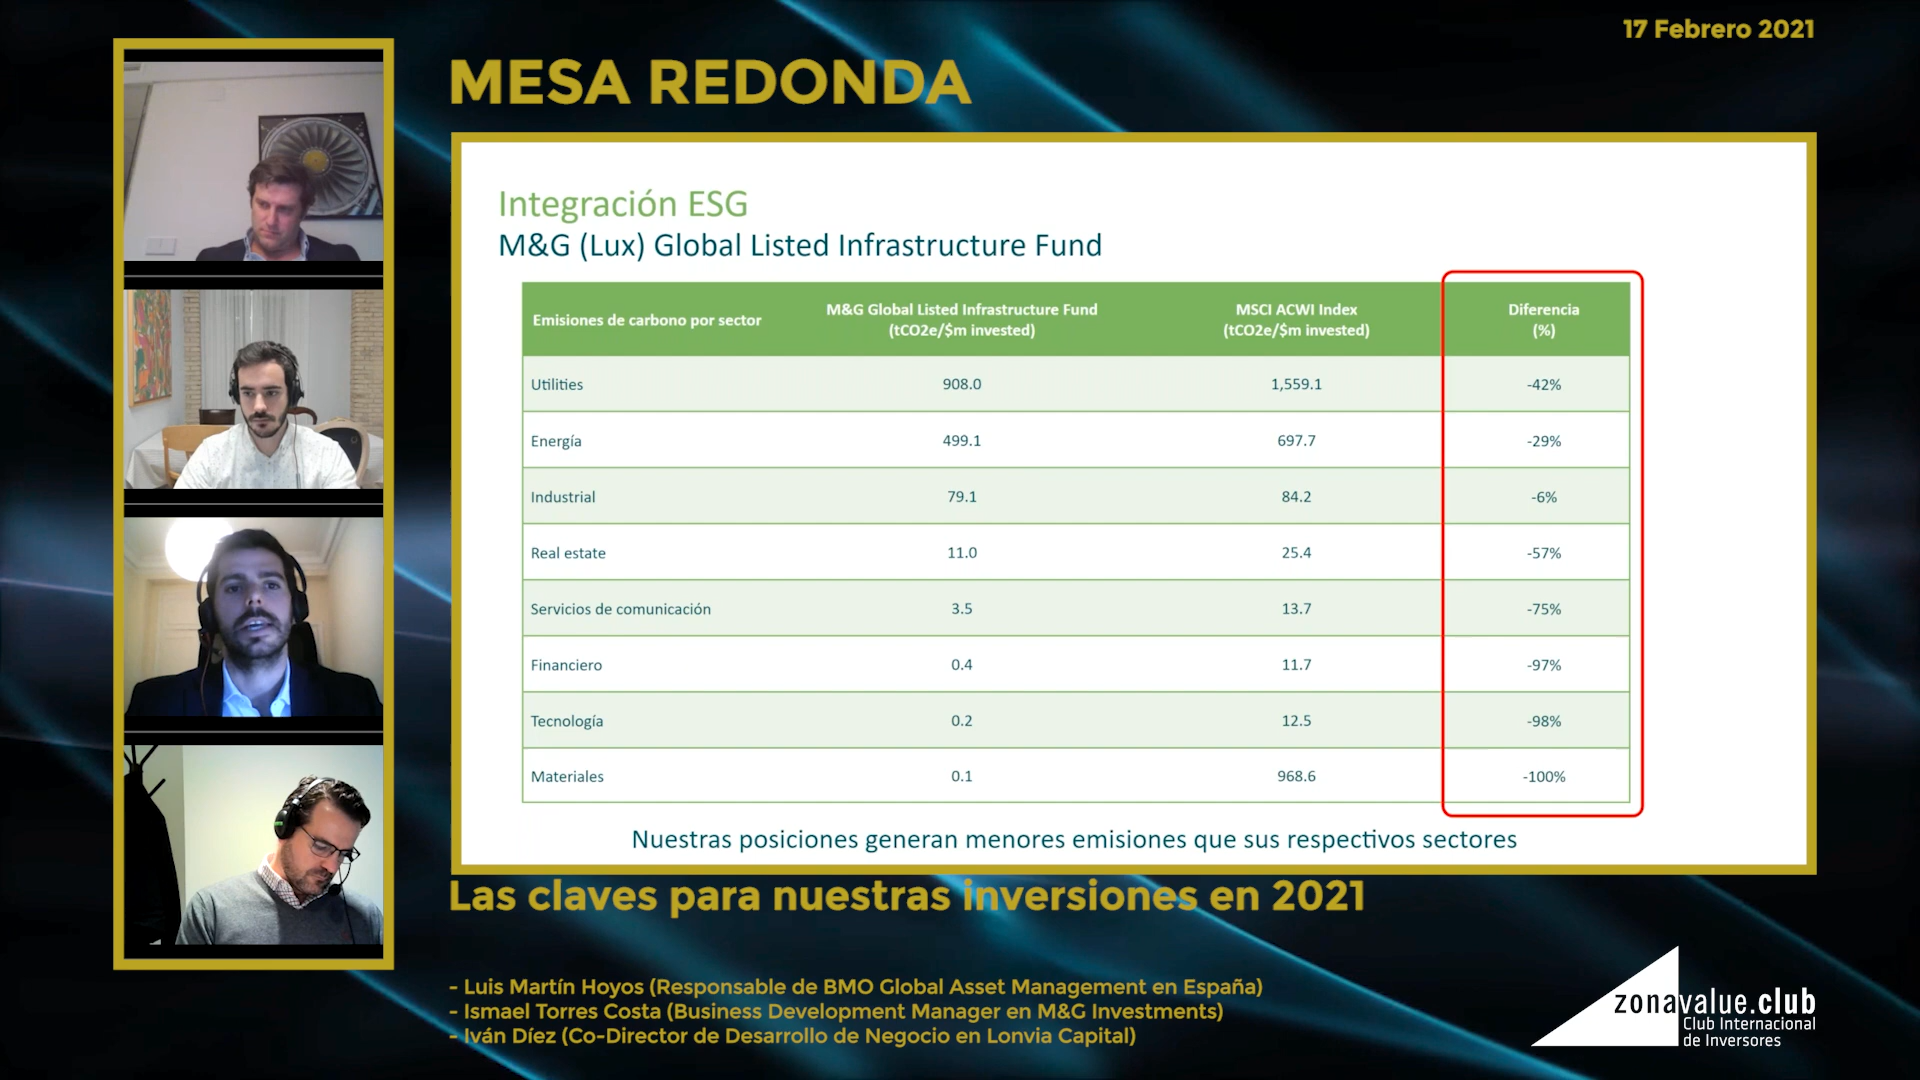 17 Febrero 2021
MESA REDONDA
Integración ESG
M&G (Lux) Global Listed Infrastructure Fund
Emisiones de carbono por sector
M&G Global Listed Infrastructure Fund
(tCO2e/$m invested)
MSCI ACWI Index
(tCO2e/$m invested)
Diferencia
(%)
Utilities 908.0 1,559.1 -42%
Energía 499.1 697.7 -29%
Industrial 79.1 84.2 -6%
Real estate 11.0 25.4 -57%
Servicios de comunicación 3.5 13.7 -75%
Financiero 0.4 11.7 -97%
Tecnología 0.2 12.5 -98%
Materiales 0.1 968.6 -100%
Nuestras posiciones generan menores emisiones que sus respectivos sectores
Las claves para nuestras inversiones en 2021
- Luis Martín Hoyos (Responsable de BMO Global Asset Management en España)
- Ismael Torres Costa (Business Development Manager en M&G Investments)
- Iván Díez (Co-Director de Desarrollo de Negocio en Lonvia Capital)
zonavalue.club
Club Internacional
de Inversores